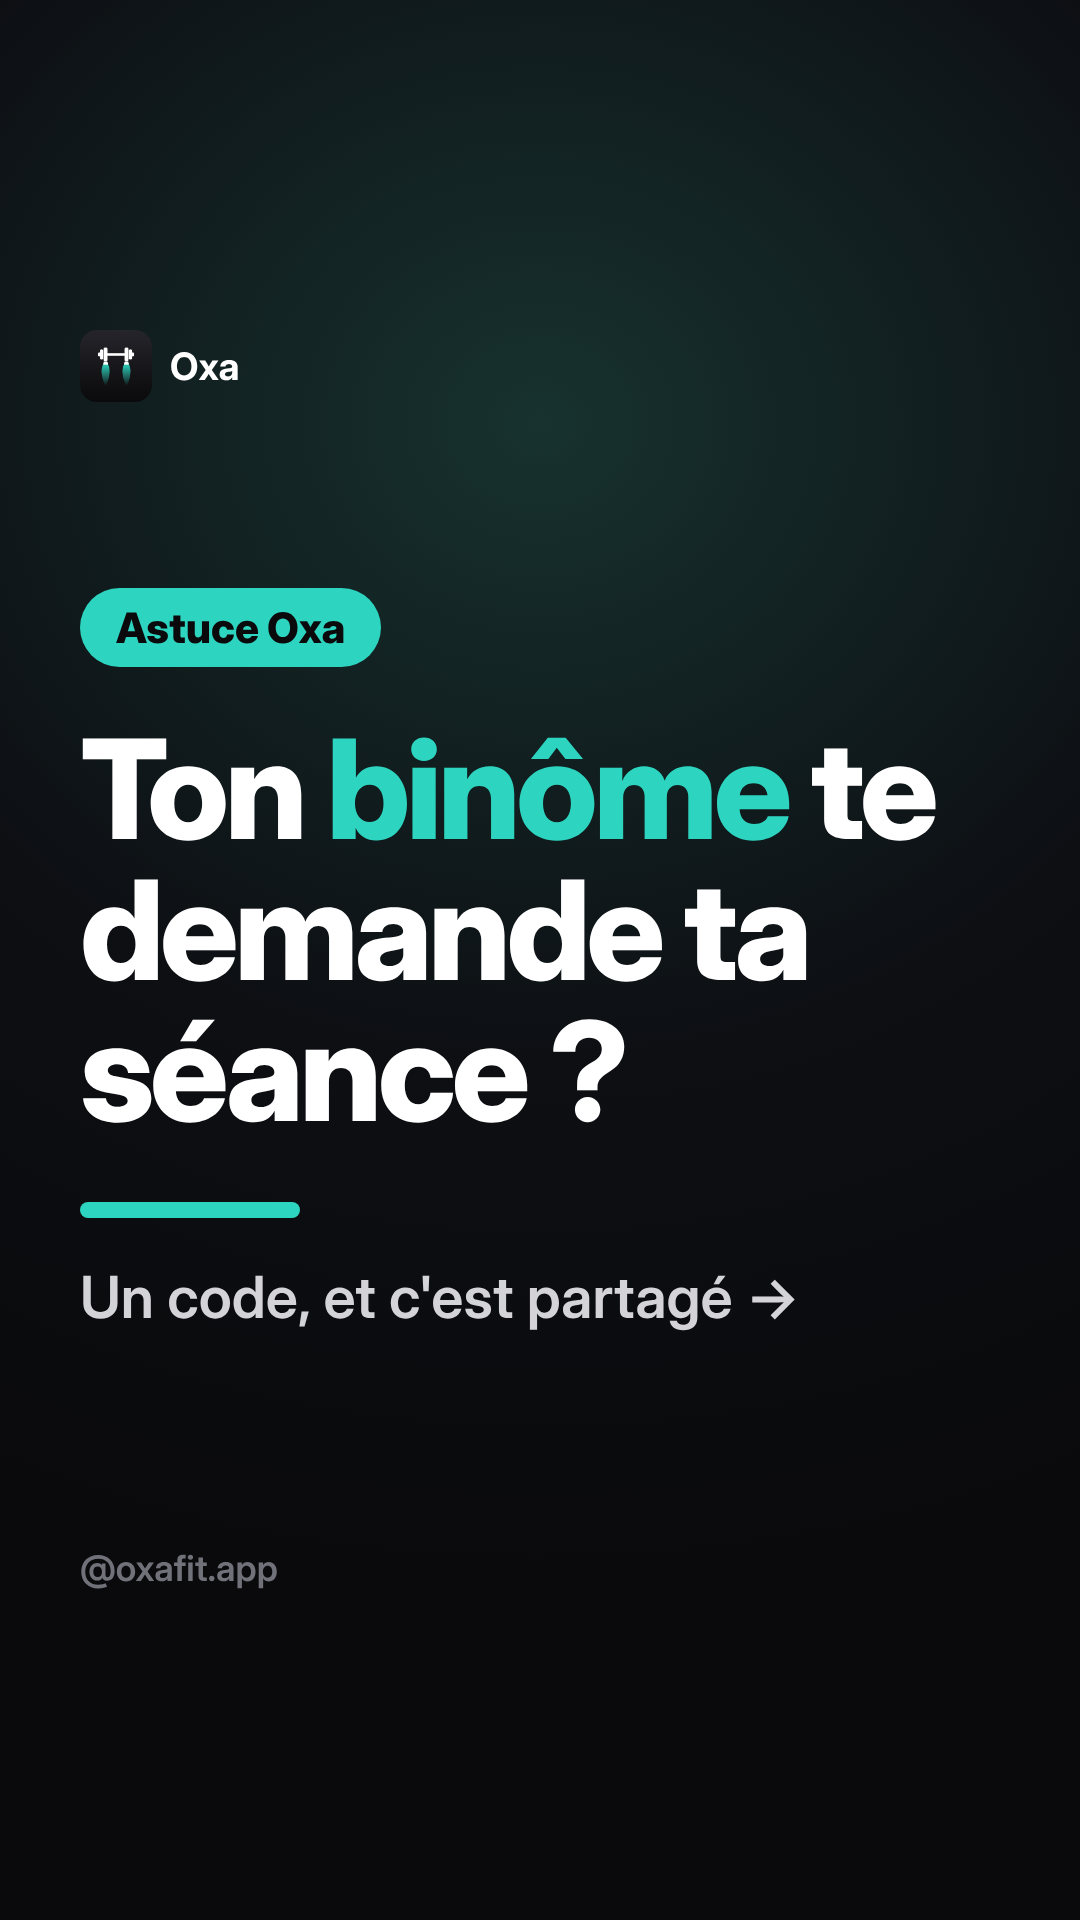 Oxa
Astuce Oxa
Ton binôme te
demande ta
séance ?
Un code, et c'est partagé →
@oxafit.app